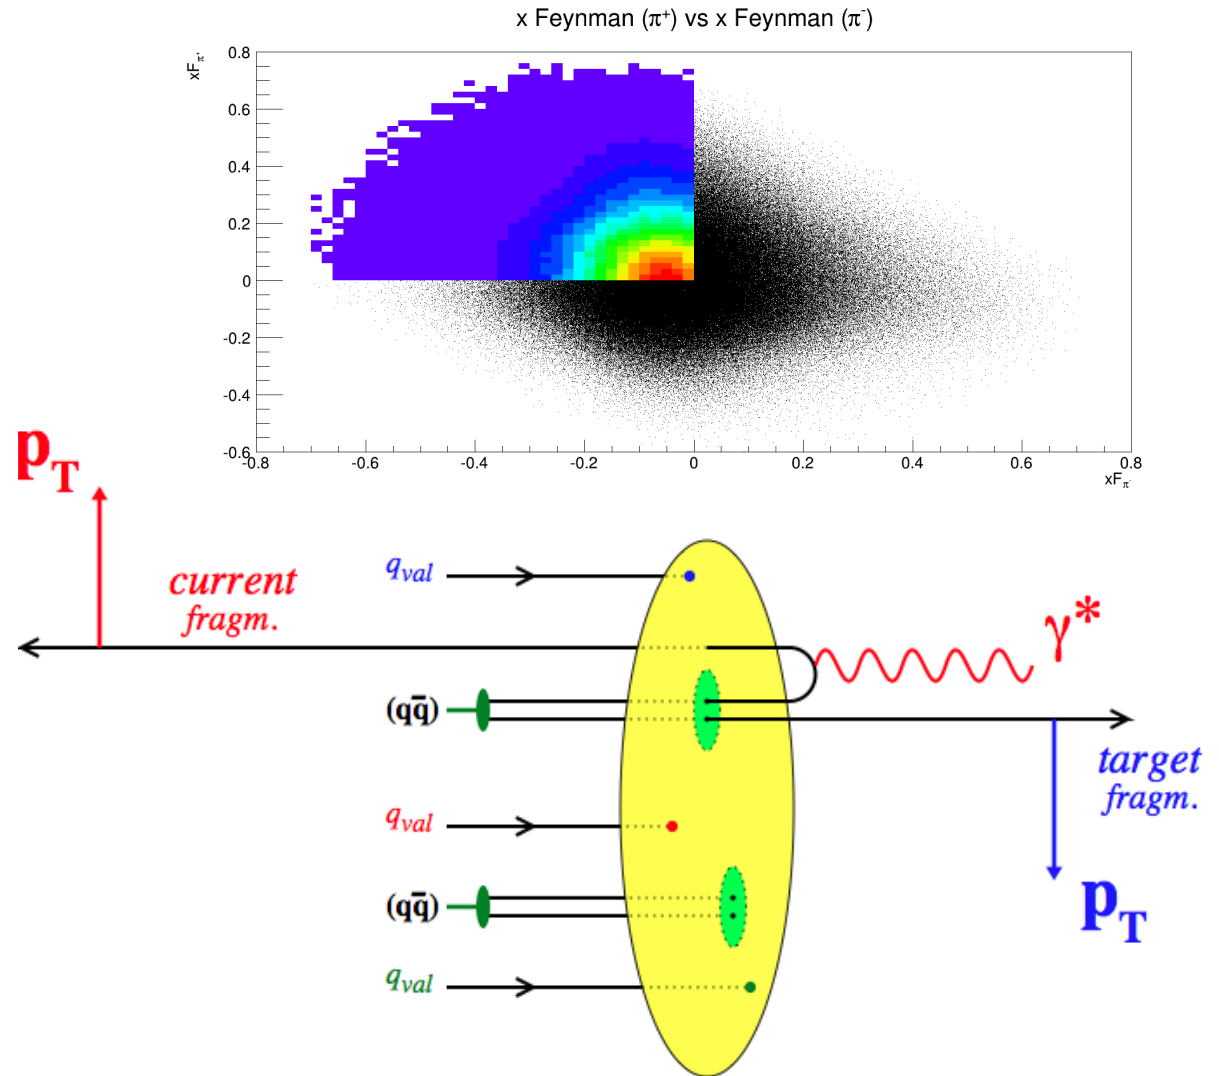 x Feynman (π⁺) vs x Feynman (π⁻)
xF_π⁺
0.8
0.6
0.4
0.2
0
-0.2
-0.4
-0.6
-0.8 -0.6 -0.4 -0.2 0 0.2 0.4 0.6 0.8
xF_π⁻
p_T
current
fragm.
q_val
γ*
(qq̄)
target
fragm.
q_val
(qq̄)
p_T
q_val